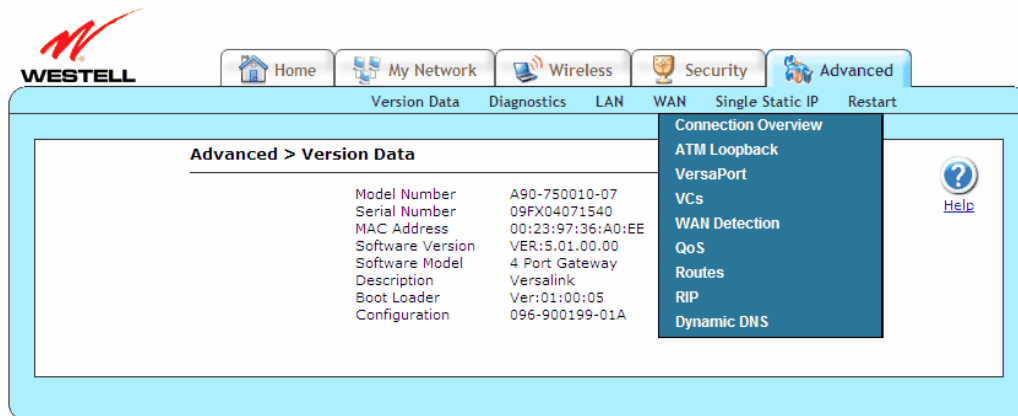 WESTELL
Home My Network Wireless Security Advanced
Version Data Diagnostics LAN WAN Single Static IP Restart
Connection Overview
ATM Loopback
VersaPort
VCs
WAN Detection
QoS
Routes
RIP
Dynamic DNS
Advanced > Version Data
Model Number A90-750010-07
Serial Number 09FX04071540
MAC Address 00:23:97:36:A0:EE
Software Version VER:5.01.00.00
Software Model 4 Port Gateway
Description Versalink
Boot Loader Ver:01:00:05
Configuration 096-900199-01A
?
Help